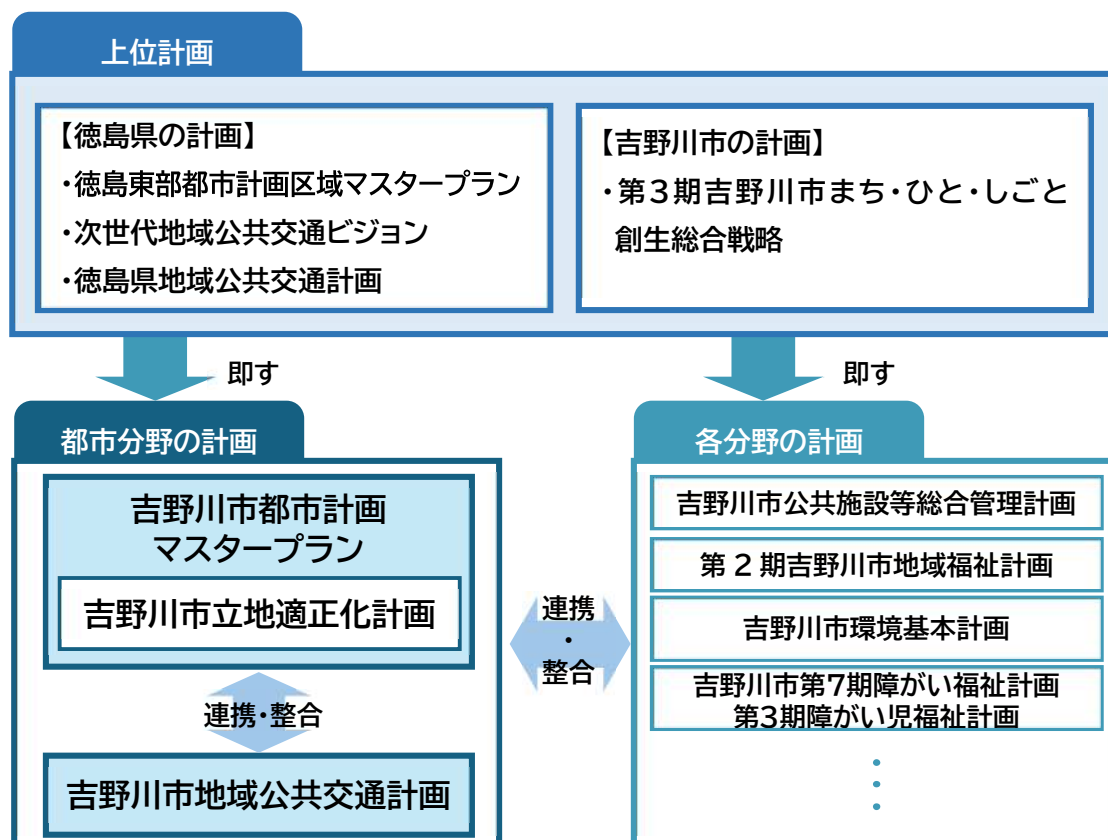 上位計画
【徳島県の計画】
・徳島東部都市計画区域マスタープラン
・次世代地域公共交通ビジョン
・徳島県地域公共交通計画
【吉野川市の計画】
・第3期吉野川市まち・ひと・しごと
創生総合戦略
即す
即す
都市分野の計画
吉野川市都市計画
マスタープラン
吉野川市立地適正化計画
連携・整合
吉野川市地域公共交通計画
連携
・
整合
各分野の計画
吉野川市公共施設等総合管理計画
第2期吉野川市地域福祉計画
吉野川市環境基本計画
吉野川市第7期障がい福祉計画
第3期障がい児福祉計画
・
・
・